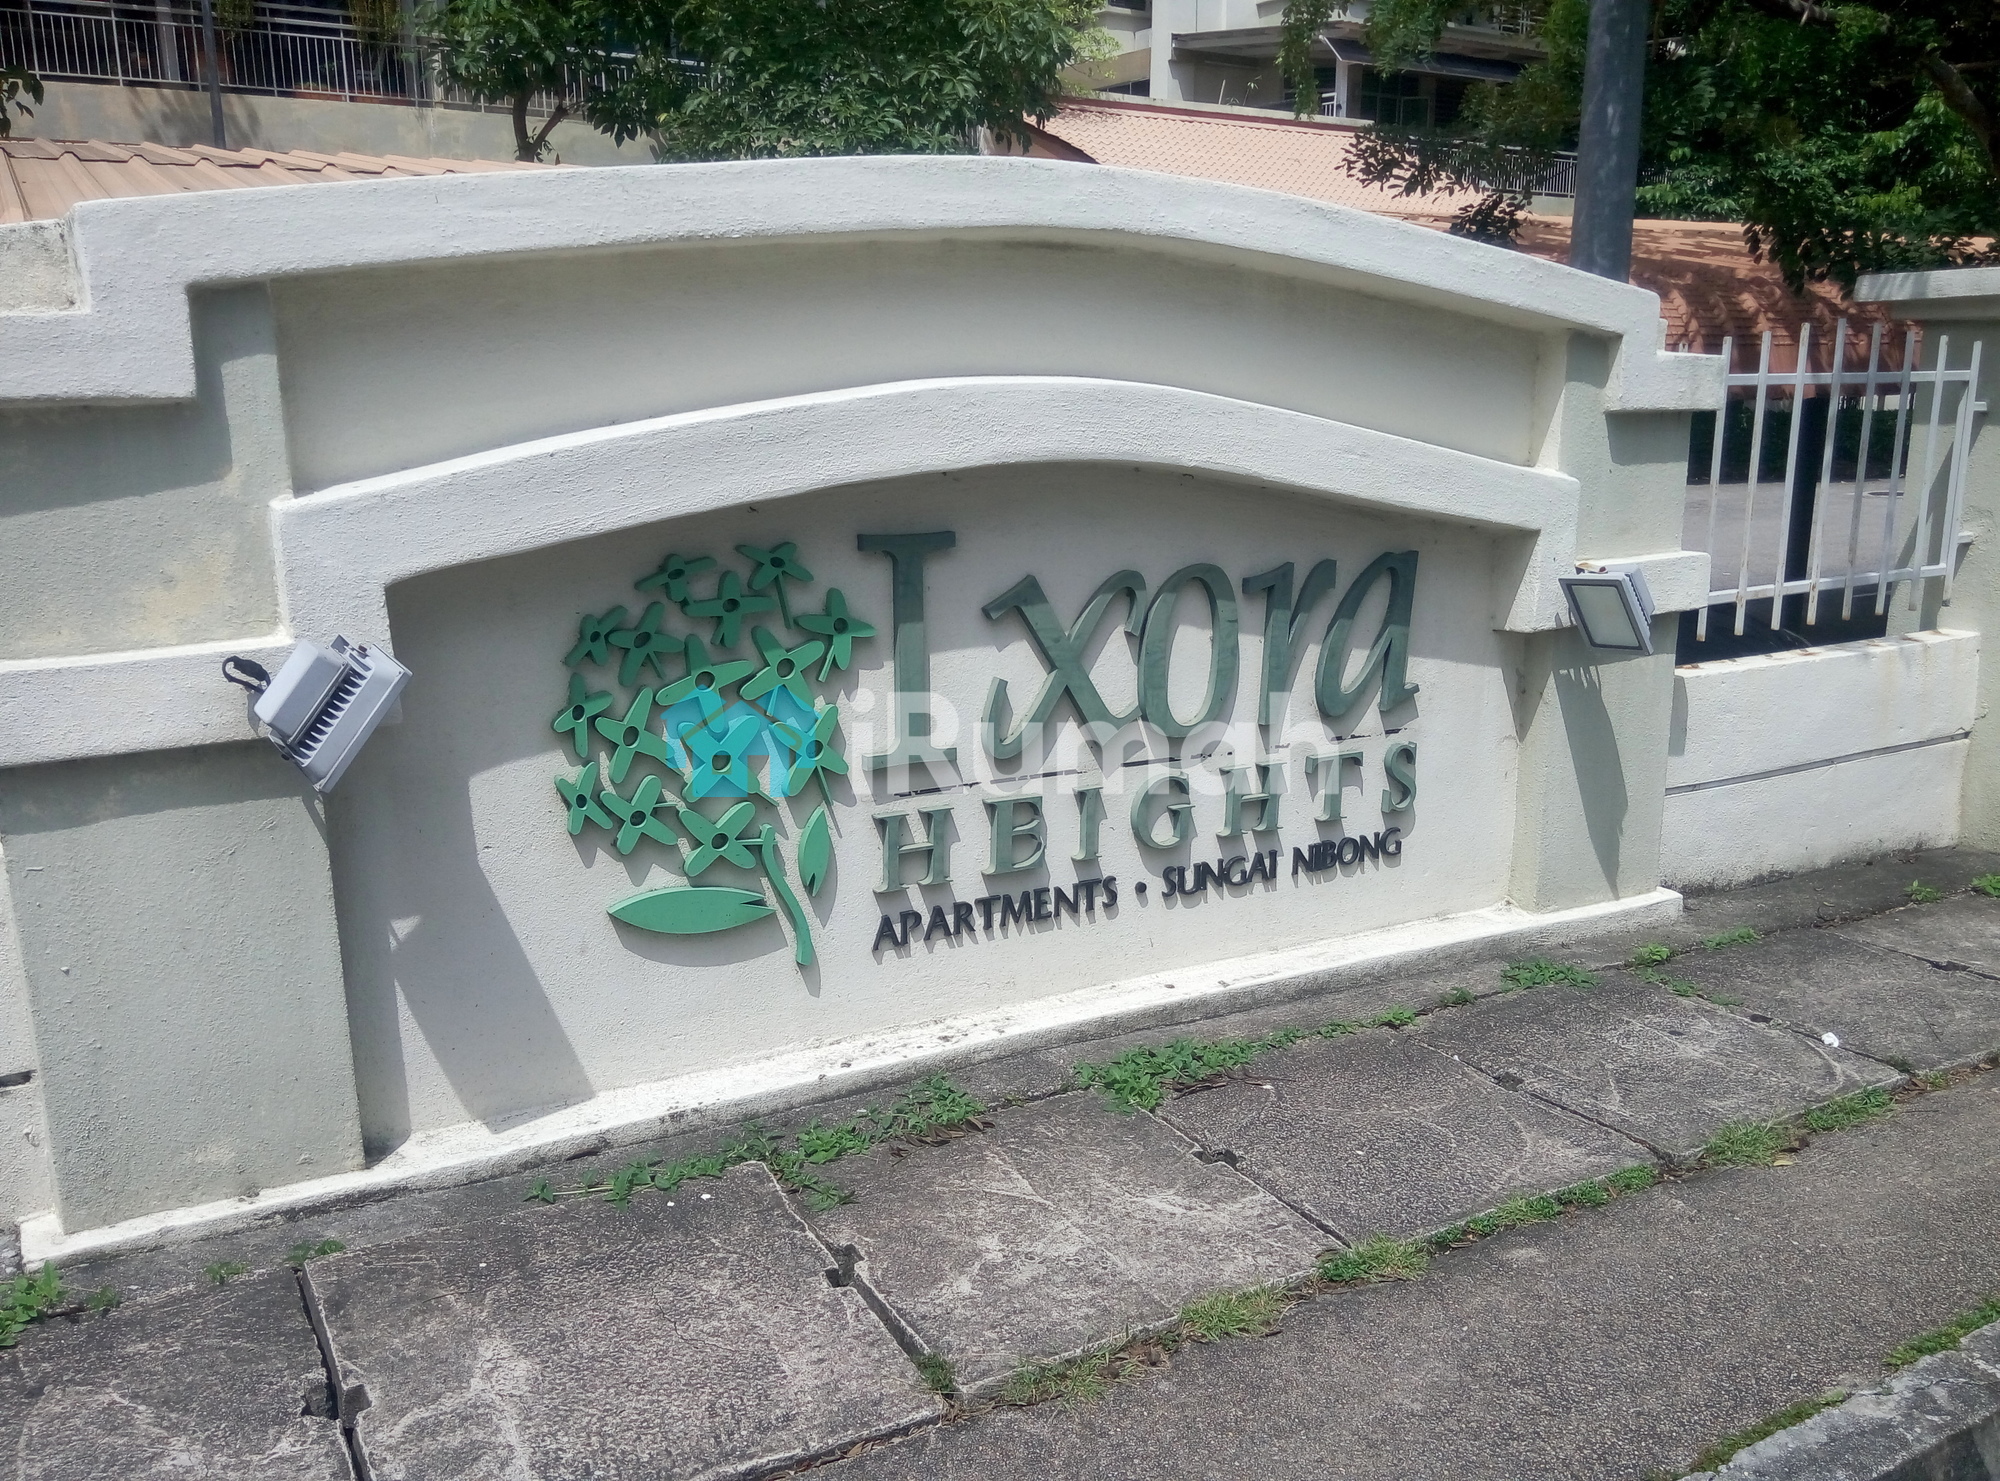 Ixora
iRumah
HEIGHTS
APARTMENTS • SUNGAI NIBONG